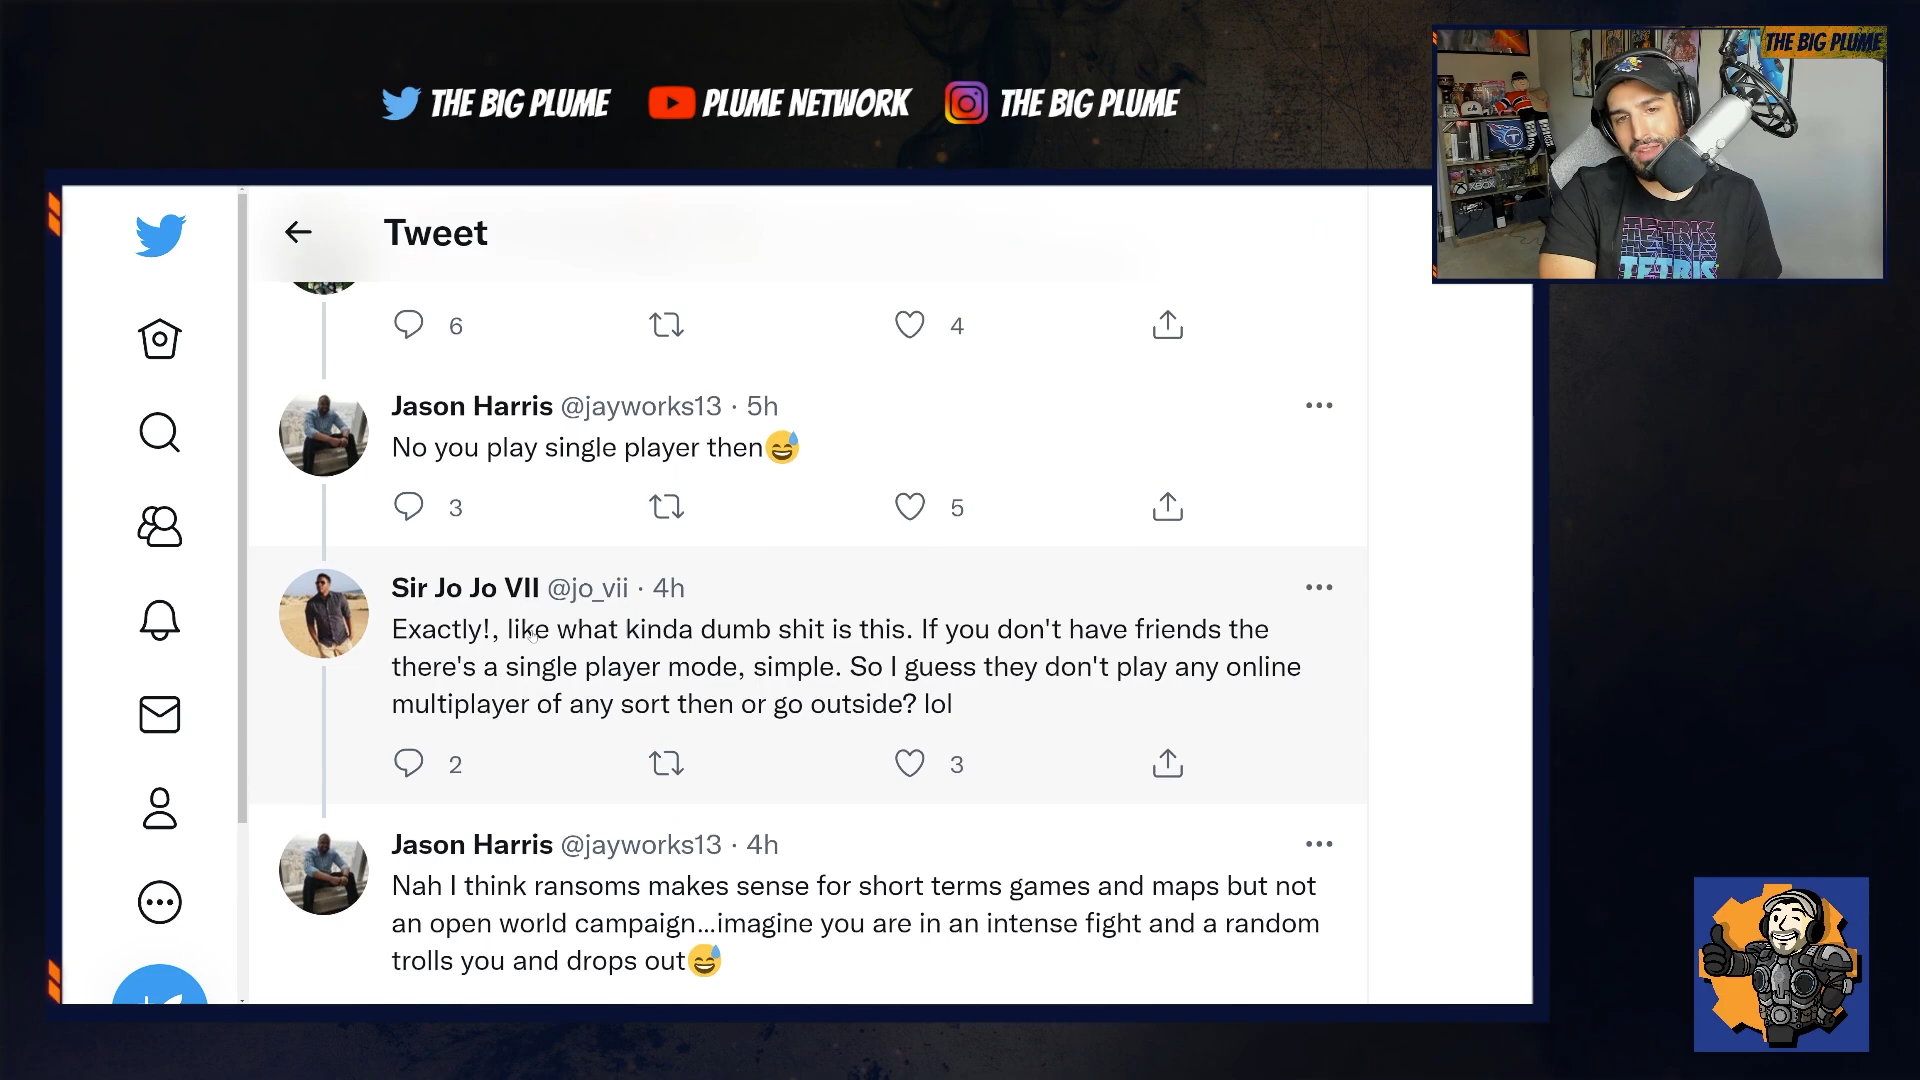 THE BIG PLUME PLUME NETWORK THE BIG PLUME
THE BIG PLUME
XBOX
TETRIS
TETRIS
Tweet
6 4
Jason Harris @jayworks13 · 5h
No you play single player then😅
3 5
Sir Jo Jo VII @jo_vii · 4h
Exactly!, like what kinda dumb shit is this. If you don't have friends the
there's a single player mode, simple. So I guess they don't play any online
multiplayer of any sort then or go outside? lol
2 3
Jason Harris @jayworks13 · 4h
Nah I think ransoms makes sense for short terms games and maps but not
an open world campaign...imagine you are in an intense fight and a random
trolls you and drops out😅